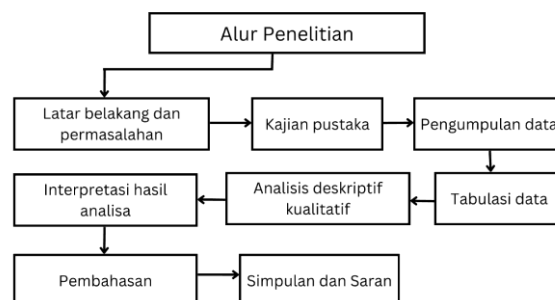 Alur Penelitian
Latar belakang dan
permasalahan
Kajian pustaka
Pengumpulan data
Tabulasi data
Analisis deskriptif
kualitatif
Interpretasi hasil
analisa
Pembahasan
Simpulan dan Saran